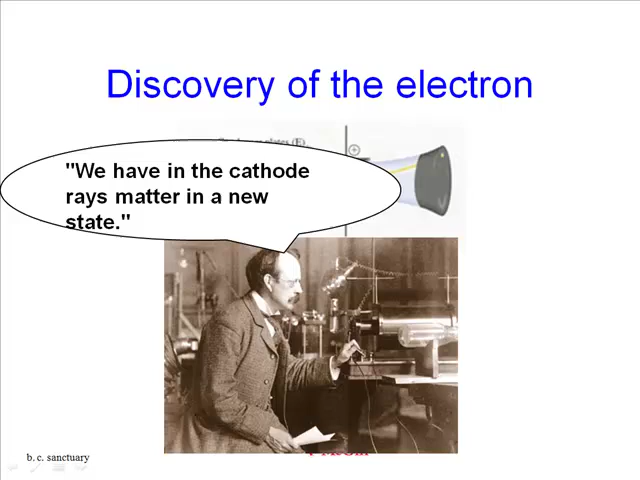 Discovery of the electron
"We have in the cathode
rays matter in a new
state."
b. c. sanctuary